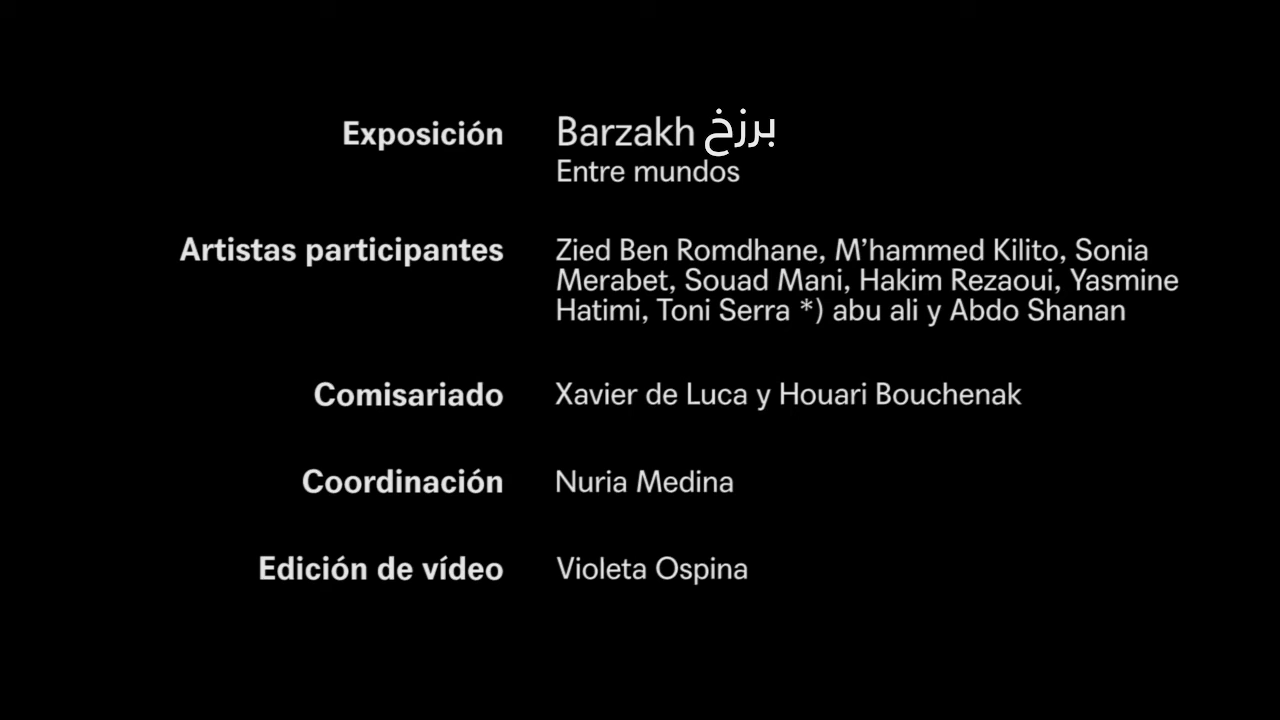 Exposición Barzakh برزخ
Entre mundos
Artistas participantes Zied Ben Romdhane, M’hammed Kilito, Sonia
Merabet, Souad Mani, Hakim Rezaoui, Yasmine
Hatimi, Toni Serra *) abu ali y Abdo Shanan
Comisariado Xavier de Luca y Houari Bouchenak
Coordinación Nuria Medina
Edición de vídeo Violeta Ospina